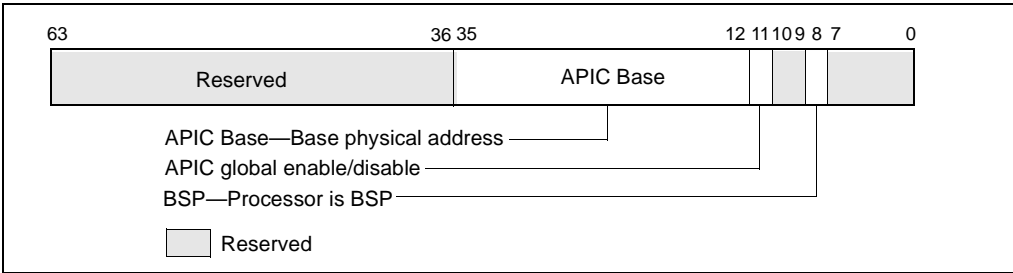 63 36 35 12 11 10 9 8 7 0
Reserved APIC Base
APIC Base—Base physical address
APIC global enable/disable
BSP—Processor is BSP
Reserved